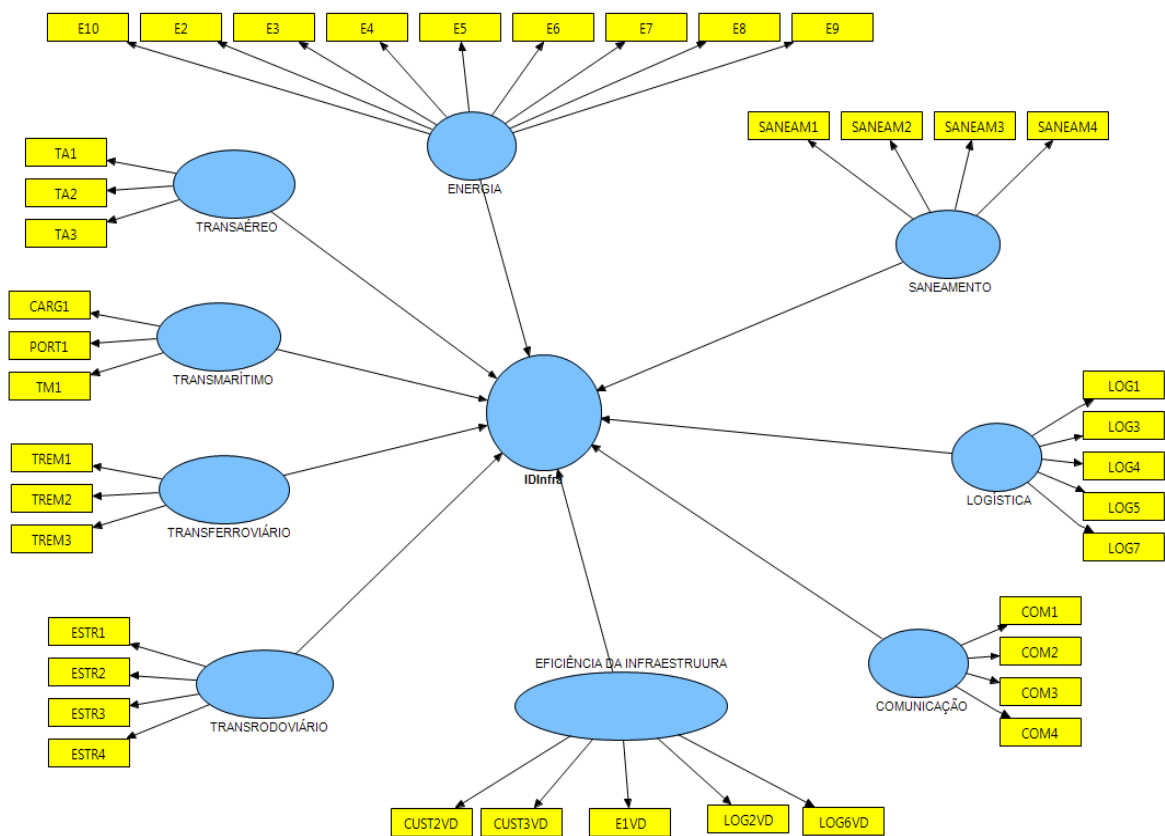 E10
E2
E3
E4
E5
E6
E7
E8
E9
ENERGIA
SANEAM1
SANEAM2
SANEAM3
SANEAM4
SANEAMENTO
TA1
TA2
TA3
TRANSAÉREO
CARG1
PORT1
TM1
TRANSMARÍTIMO
IDInfra
LOG1
LOG3
LOG4
LOG5
LOG7
LOGÍSTICA
TREM1
TREM2
TREM3
TRANSFERROVIÁRIO
ESTR1
ESTR2
ESTR3
ESTR4
TRANSRODOVIÁRIO
EFICIÊNCIA DA INFRAESTRUURA
CUST2VD
CUST3VD
E1VD
LOG2VD
LOG6VD
COM1
COM2
COM3
COM4
COMUNICAÇÃO